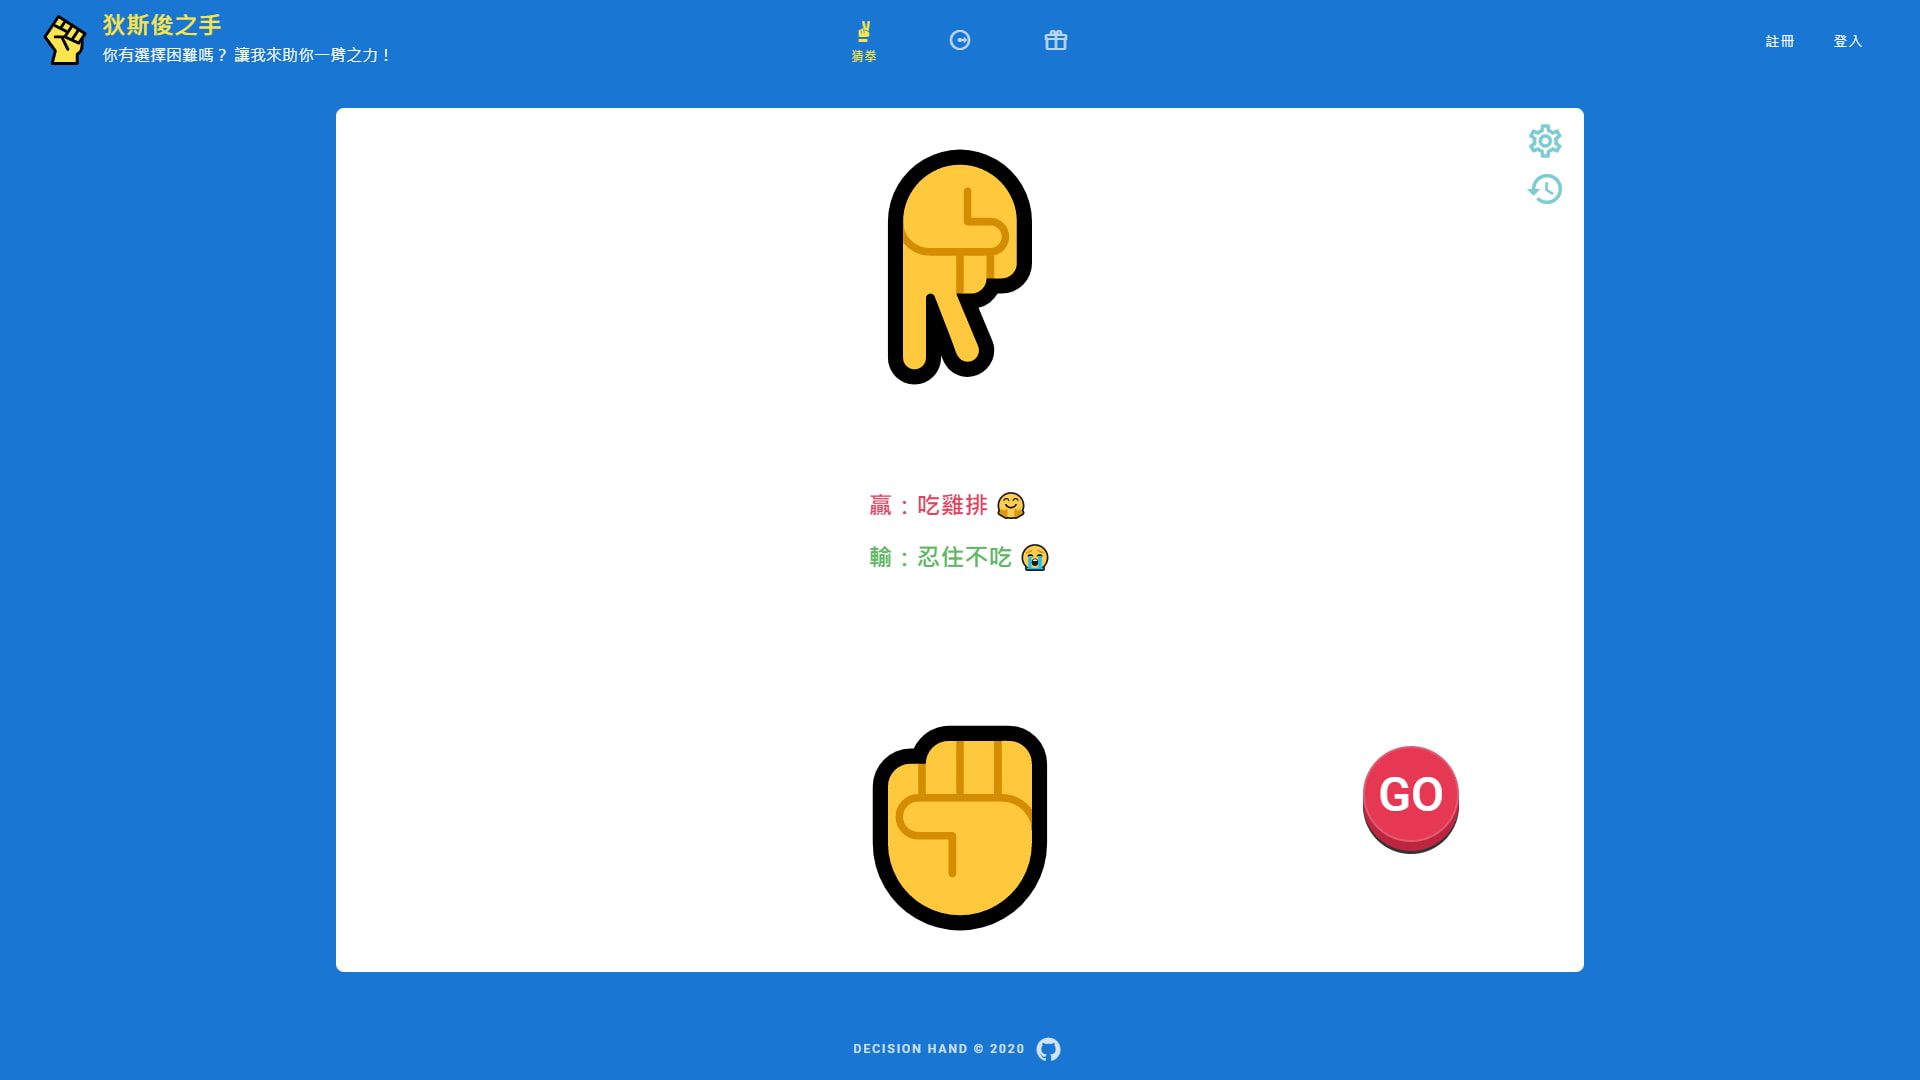 狄斯俊之手
你有選擇困難嗎？ 讓我來助你一臂之力！
猜拳
註冊
登入
贏：吃雞排 🤗
輸：忍住不吃 😭
GO
DECISION HAND © 2020